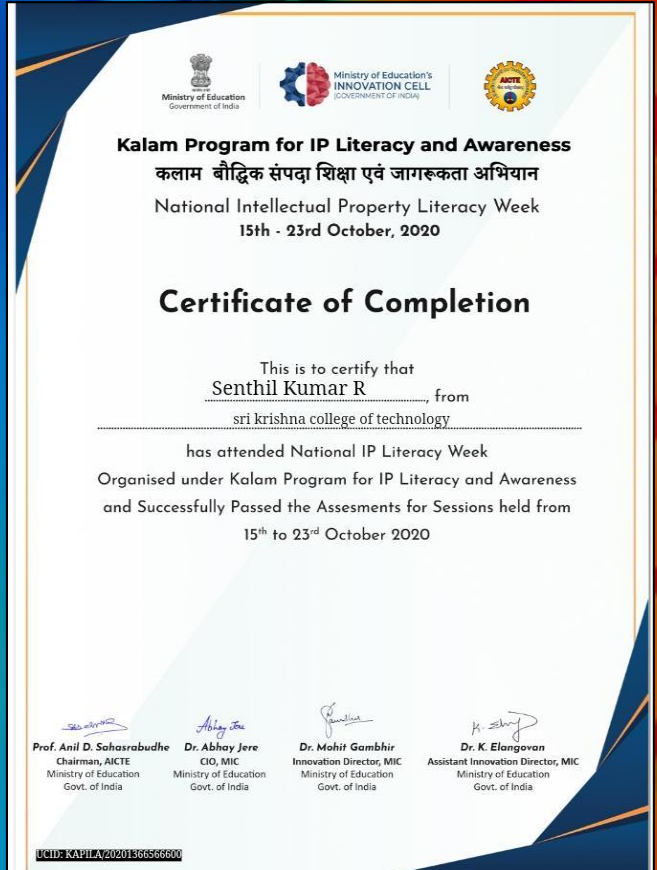 Ministry of Education
Government of India
Ministry of Education's
INNOVATION CELL
(GOVERNMENT OF INDIA)
AICTE
Kalam Program for IP Literacy and Awareness
कलाम बौद्धिक संपदा शिक्षा एवं जागरूकता अभियान
National Intellectual Property Literacy Week
15th - 23rd October, 2020
Certificate of Completion
This is to certify that
Senthil Kumar R, from
sri krishna college of technology
has attended National IP Literacy Week
Organised under Kalam Program for IP Literacy and Awareness
and Successfully Passed the Assesments for Sessions held from
15th to 23rd October 2020
Abhay Jere
Prof. Anil D. Sahasrabudhe
Chairman, AICTE
Ministry of Education
Govt. of India
Dr. Abhay Jere
CIO, MIC
Ministry of Education
Govt. of India
Dr. Mohit Gambhir
Innovation Director, MIC
Ministry of Education
Govt. of India
Dr. K. Elangovan
Assistant Innovation Director, MIC
Ministry of Education
Govt. of India
UCID: KAPILA/20201366566600